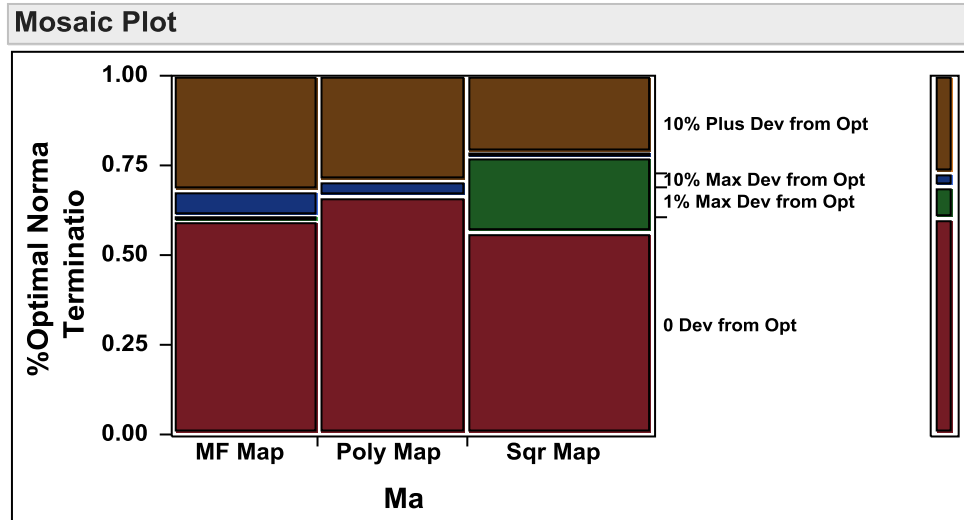 Mosaic Plot
%Optimal Norma
Terminatio
1.00
0.75
0.50
0.25
0.00
10% Plus Dev from Opt
10% Max Dev from Opt
1% Max Dev from Opt
0 Dev from Opt
MF Map
Poly Map
Sqr Map
Ma